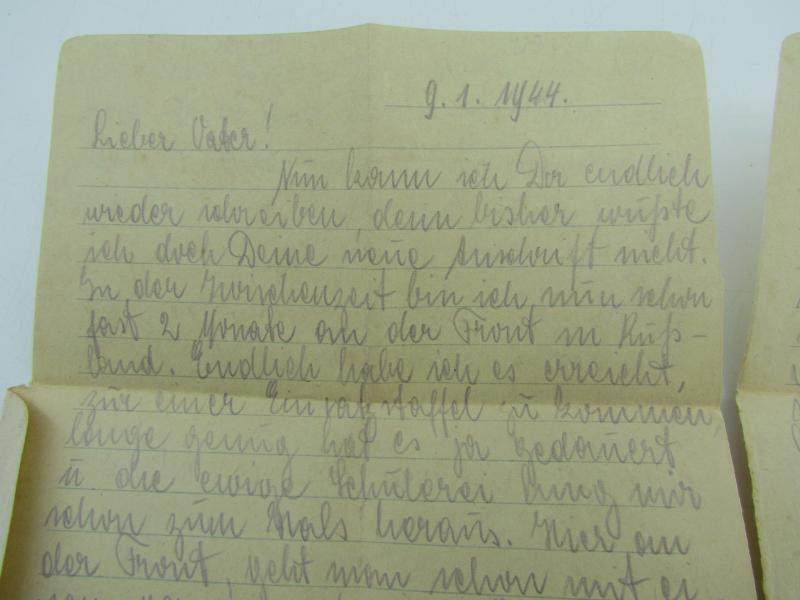 9. 1. 1944.
Lieber Vater!
Nun kann ich Dir endlich
wieder schreiben, denn bisher wußte
ich doch Deine neue Anschrift nicht.
In der Zwischenzeit bin ich nun schon
fast 2 Monate an der Front in Ruß-
land. Endlich habe ich es erreicht,
zur einer Einsatzstaffel zu kommen,
lange genug hat es ja gedauert
u die ewige Schulerei hing mir
schon zum Hals heraus. Hier an
der Front, geht man schon mit ei